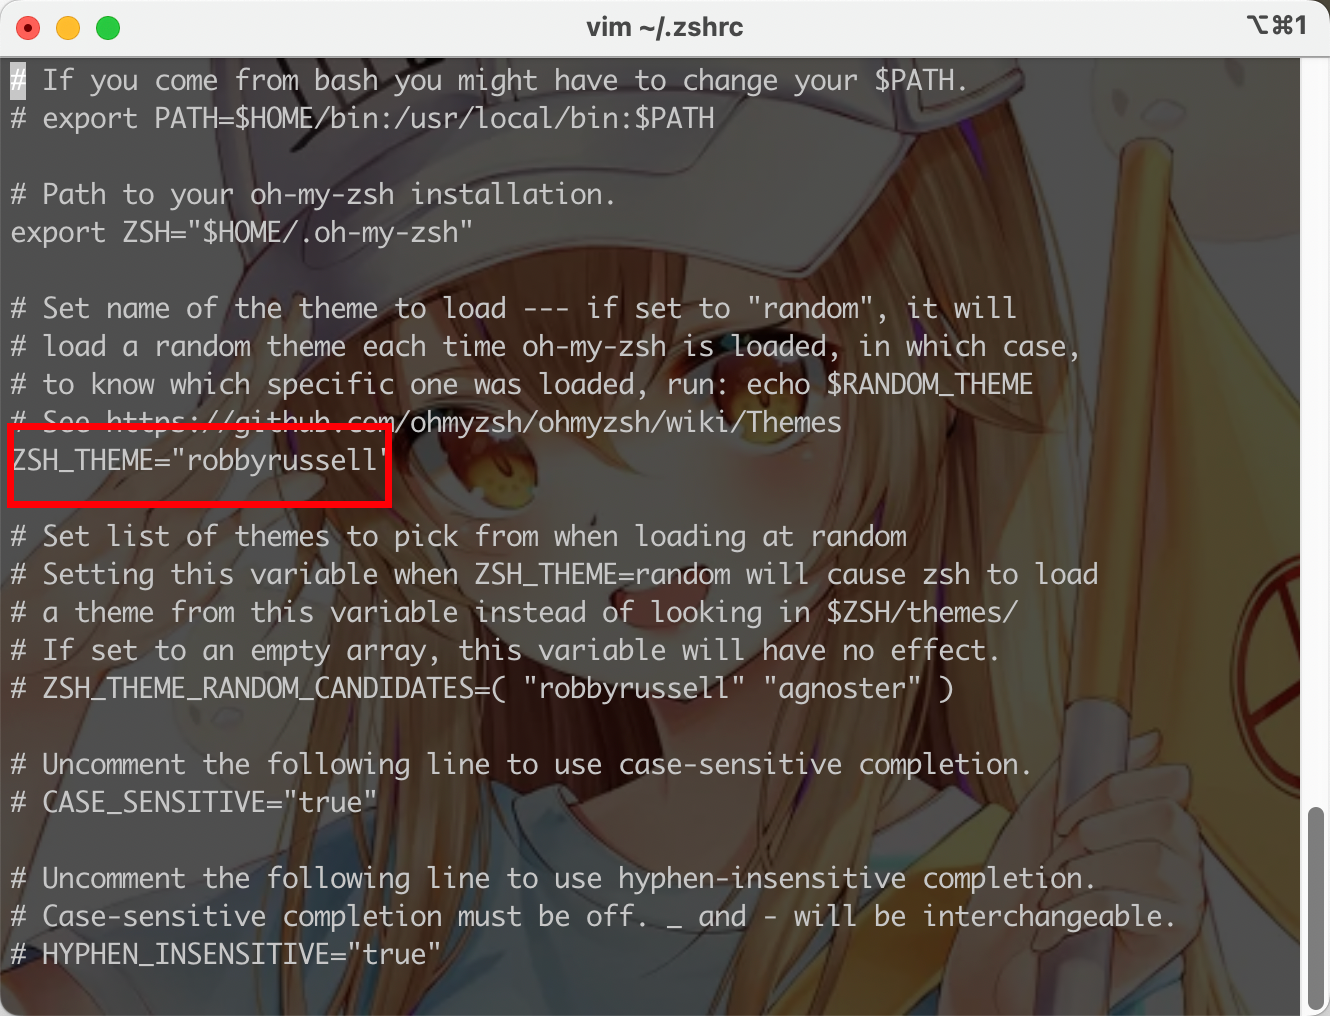 vim ~/.zshrc
⌥⌘1
# If you come from bash you might have to change your $PATH.
# export PATH=$HOME/bin:/usr/local/bin:$PATH
# Path to your oh-my-zsh installation.
export ZSH="$HOME/.oh-my-zsh"
# Set name of the theme to load --- if set to "random", it will
# load a random theme each time oh-my-zsh is loaded, in which case,
# to know which specific one was loaded, run: echo $RANDOM_THEME
# See https://github.com/ohmyzsh/ohmyzsh/wiki/Themes
ZSH_THEME="robbyrussell"
# Set list of themes to pick from when loading at random
# Setting this variable when ZSH_THEME=random will cause zsh to load
# a theme from this variable instead of looking in $ZSH/themes/
# If set to an empty array, this variable will have no effect.
# ZSH_THEME_RANDOM_CANDIDATES=( "robbyrussell" "agnoster" )
# Uncomment the following line to use case-sensitive completion.
# CASE_SENSITIVE="true"
# Uncomment the following line to use hyphen-insensitive completion.
# Case-sensitive completion must be off. _ and - will be interchangeable.
# HYPHEN_INSENSITIVE="true"